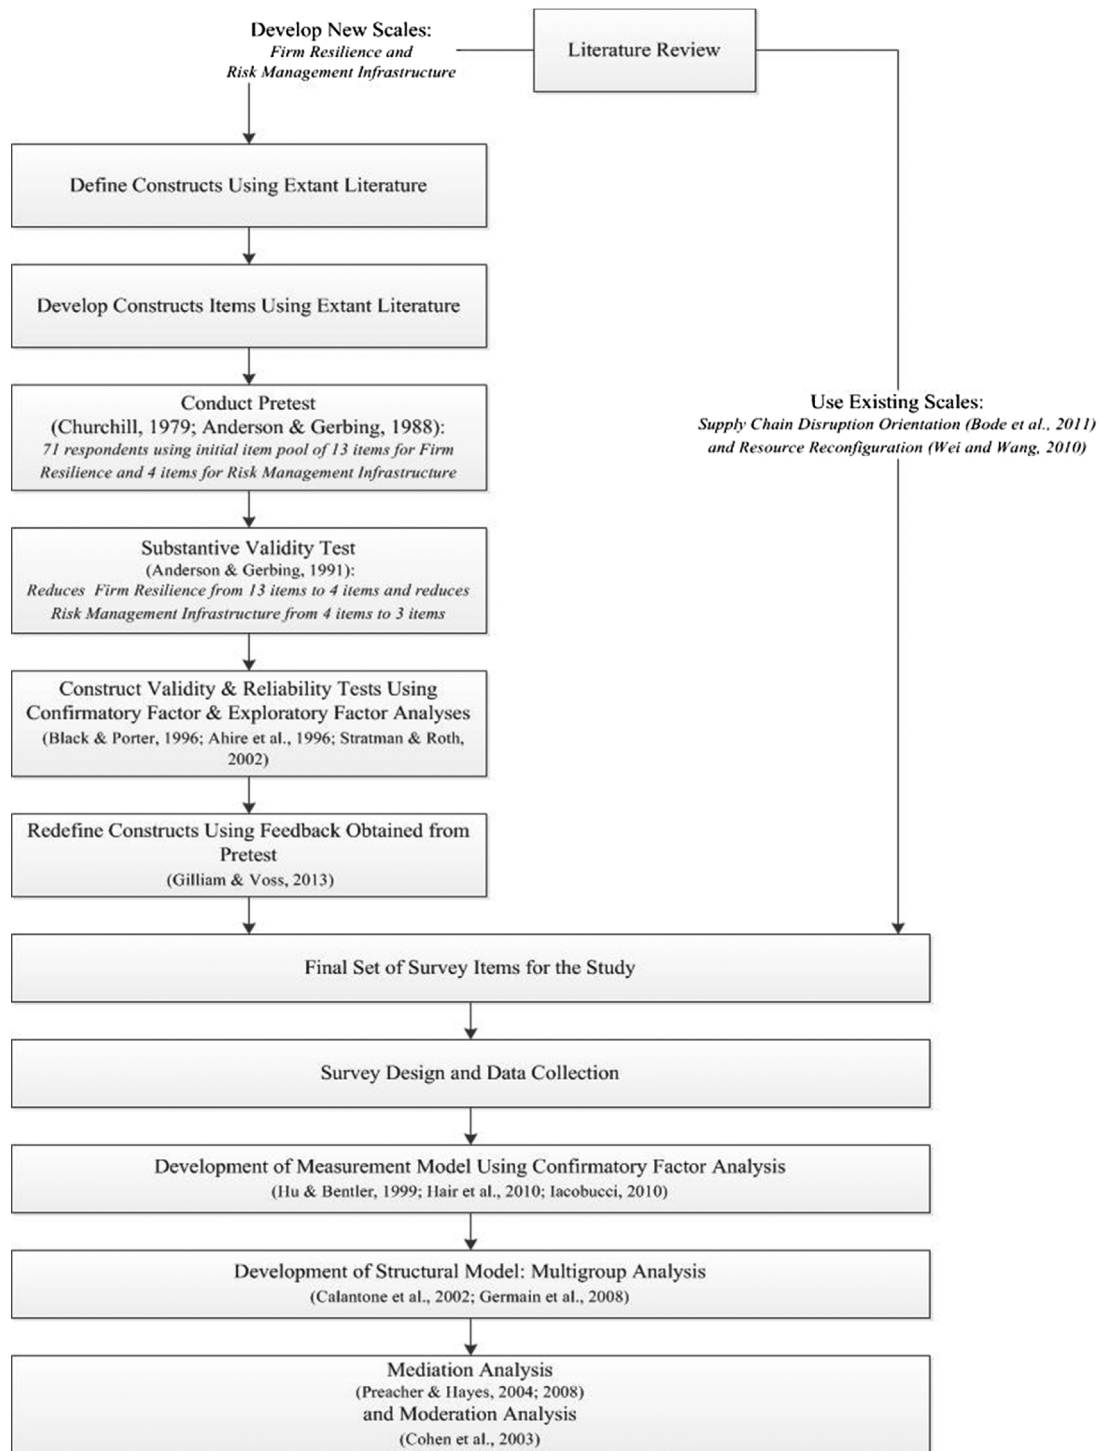 Develop New Scales:
Firm Resilience and
Risk Management Infrastructure
Literature Review
Define Constructs Using Extant Literature
Develop Constructs Items Using Extant Literature
Conduct Pretest
(Churchill, 1979; Anderson & Gerbing, 1988):
71 respondents using initial item pool of 13 items for Firm
Resilience and 4 items for Risk Management Infrastructure
Use Existing Scales:
Supply Chain Disruption Orientation (Bode et al., 2011)
and Resource Reconfiguration (Wei and Wang, 2010)
Substantive Validity Test
(Anderson & Gerbing, 1991):
Reduces Firm Resilience from 13 items to 4 items and reduces
Risk Management Infrastructure from 4 items to 3 items
Construct Validity & Reliability Tests Using
Confirmatory Factor & Exploratory Factor Analyses
(Black & Porter, 1996; Ahire et al., 1996; Stratman & Roth,
2002)
Redefine Constructs Using Feedback Obtained from
Pretest
(Gilliam & Voss, 2013)
Final Set of Survey Items for the Study
Survey Design and Data Collection
Development of Measurement Model Using Confirmatory Factor Analysis
(Hu & Bentler, 1999; Hair et al., 2010; Iacobucci, 2010)
Development of Structural Model: Multigroup Analysis
(Calantone et al., 2002; Germain et al., 2008)
Mediation Analysis
(Preacher & Hayes, 2004; 2008)
and Moderation Analysis
(Cohen et al., 2003)